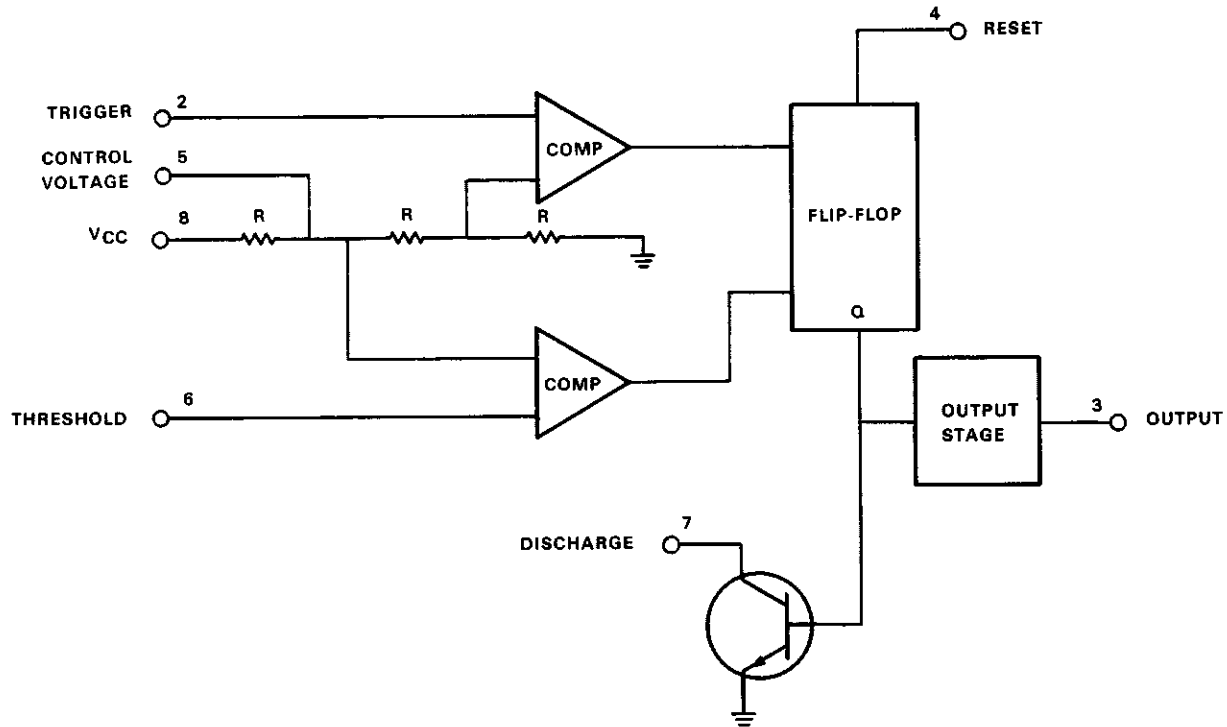 4
RESET
TRIGGER
2
COMP
CONTROL
VOLTAGE
5
FLIP-FLOP
VCC
8
R
R
R
Q
COMP
THRESHOLD
6
OUTPUT
STAGE
3
OUTPUT
DISCHARGE
7